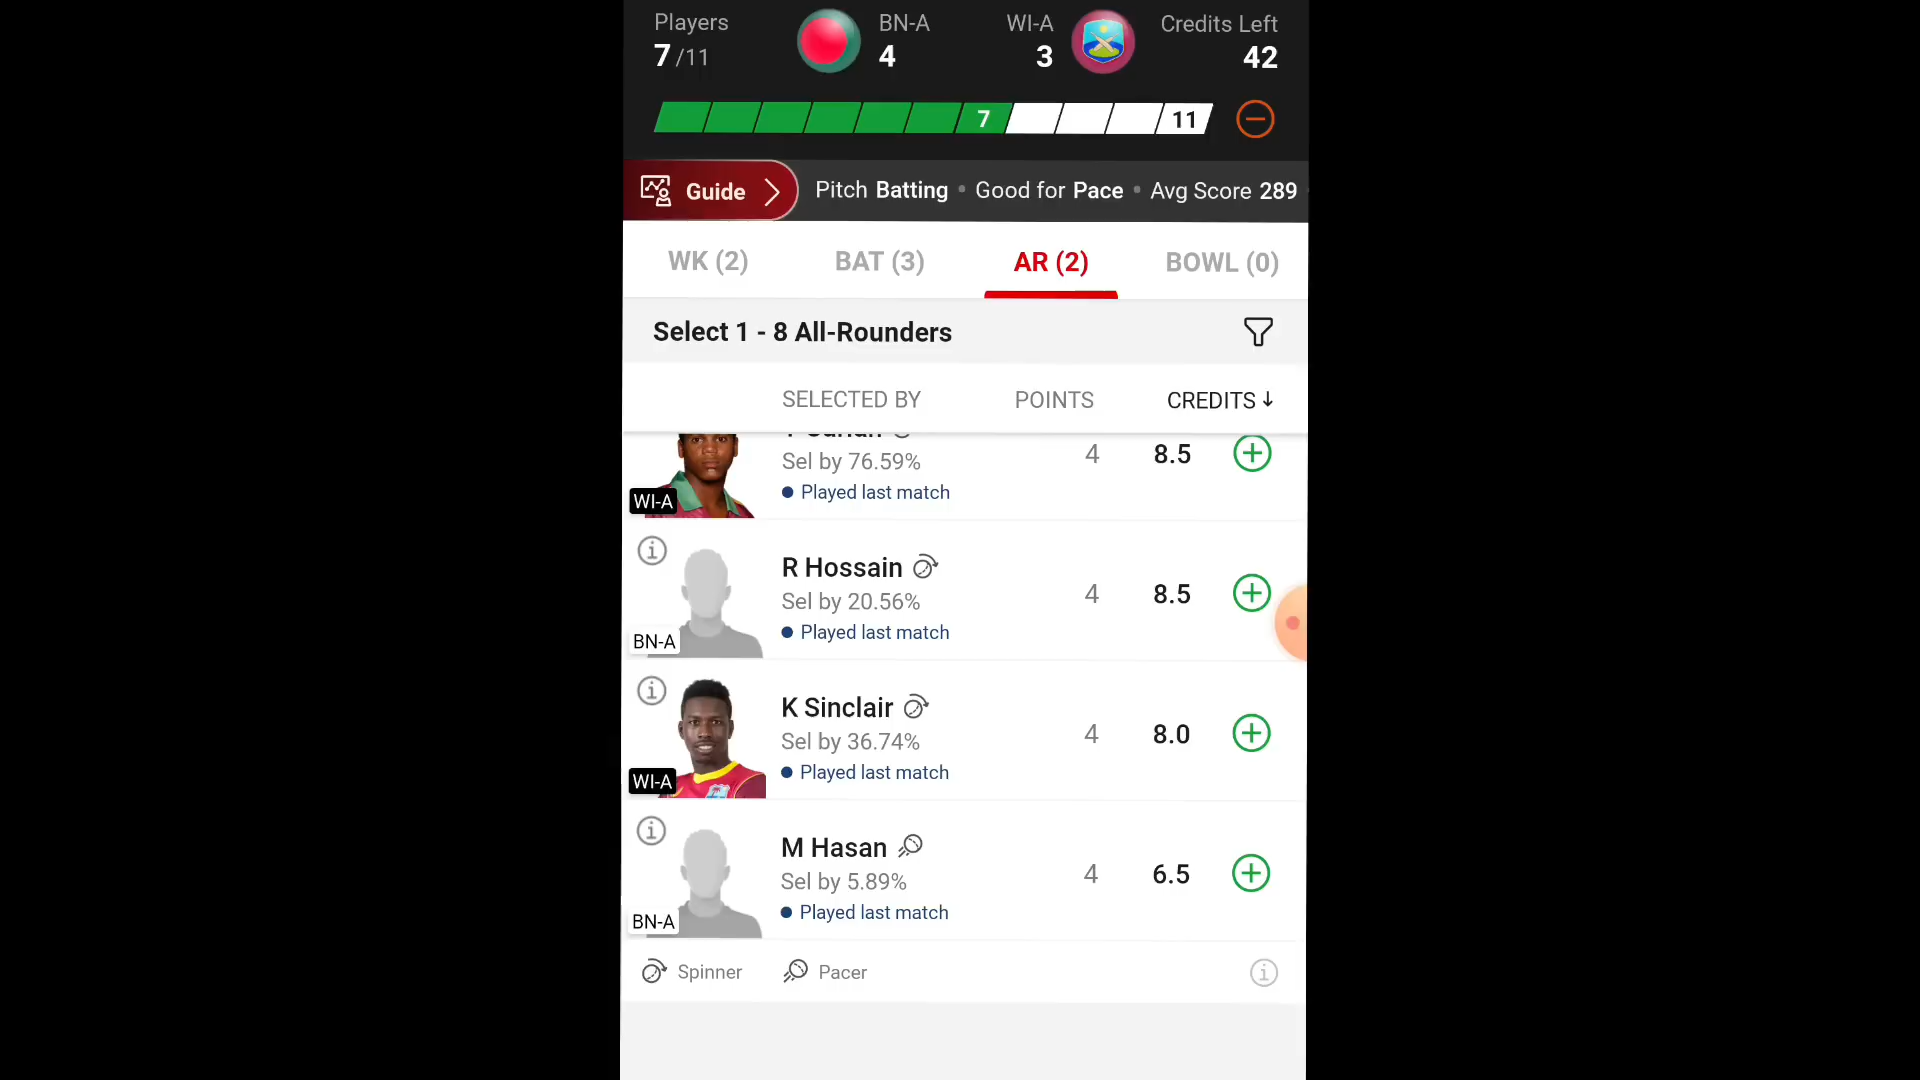 Players
7 /11
BN-A
4
WI-A
3
Credits Left
42
7
11
Guide
Pitch Batting • Good for Pace • Avg Score 289
WK (2)
BAT (3)
AR (2)
BOWL (0)
Select 1 - 8 All-Rounders
SELECTED BY
POINTS
CREDITS ↓
Sel by 76.59%
Played last match
4
8.5
WI-A
R Hossain
Sel by 20.56%
Played last match
4
8.5
BN-A
K Sinclair
Sel by 36.74%
Played last match
4
8.0
WI-A
M Hasan
Sel by 5.89%
Played last match
4
6.5
BN-A
Spinner
Pacer